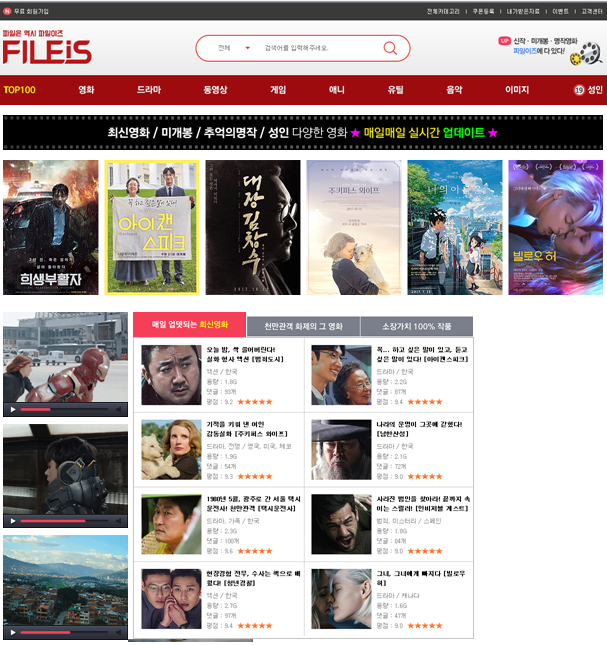 N 무료 회원가입
전체카테고리 | 쿠폰등록 | 내가받은자료 | 이벤트 | 고객센터
파일은 역시 파일이즈
FILEiS
전체
검색어를 입력해주세요.
UP 신작·미개봉·명작영화
파일이즈에 다 있다!
TOP100 영화 드라마 동영상 게임 애니 유틸 음악 이미지 19 성인
최신영화 / 미개봉 / 추억의명작 / 성인 다양한 영화 ★ 매일매일 실시간 업데이트 ★
희생부활자
꼭 하고 싶은 말이 있어요
아이 캔
스피크
대장 김창수
2017.10
주키퍼스 와이프
너의 이름은
빌로우 허
매일 업뎃되는 최신영화
천만관객 화제의 그 영화
소장가치 100% 작품
오늘 밤, 싹 쓸어버린다!
실화 형사 액션 [범죄도시]
액션 / 한국
용량 : 1.8G
댓글 : 93개
평점 : 9.2 ★★★★★
꼭... 하고 싶은 말이 있고, 듣고
싶은 말이 있다! [아이캔스피크]
드라마 / 한국
용량 : 2.2G
댓글 : 87개
평점 : 9.4 ★★★★★
기적을 키워 낸 여인
감동실화 [주키퍼스 와이프]
드라마, 전쟁 / 영국, 미국, 체코
용량 : 1.9G
댓글 : 54개
평점 : 9.3 ★★★★★
나라의 운명이 그곳에 갇혔다!
[남한산성]
드라마 / 한국
용량 : 2.1G
댓글 : 72개
평점 : 9.0 ★★★★★
1980년 5월, 광주로 간 서울 택시
운전사! 천만관객 [택시운전사]
드라마, 가족 / 한국
용량 : 2.3G
댓글 : 108개
평점 : 9.6 ★★★★★
사라진 범인을 찾아라! 끝까지 속
이는 스릴러! [인비저블 게스트]
범죄, 미스터리 / 스페인
용량 : 1.8G
댓글 : 84개
평점 : 9.0 ★★★★★
현장경험 전무, 수사는 책으로 배
웠다! [청년경찰]
액션 / 한국
용량 : 2.7G
댓글 : 97개
평점 : 9.4 ★★★★★
그녀, 그녀에게 빠지다 [빌로우
허]
드라마 / 캐나다
용량 : 1.6G
댓글 : 47개
평점 : 9.0 ★★★★★